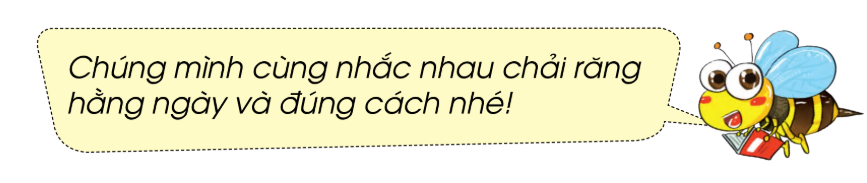 Chúng mình cùng nhắc nhau chải răng
hằng ngày và đúng cách nhé!